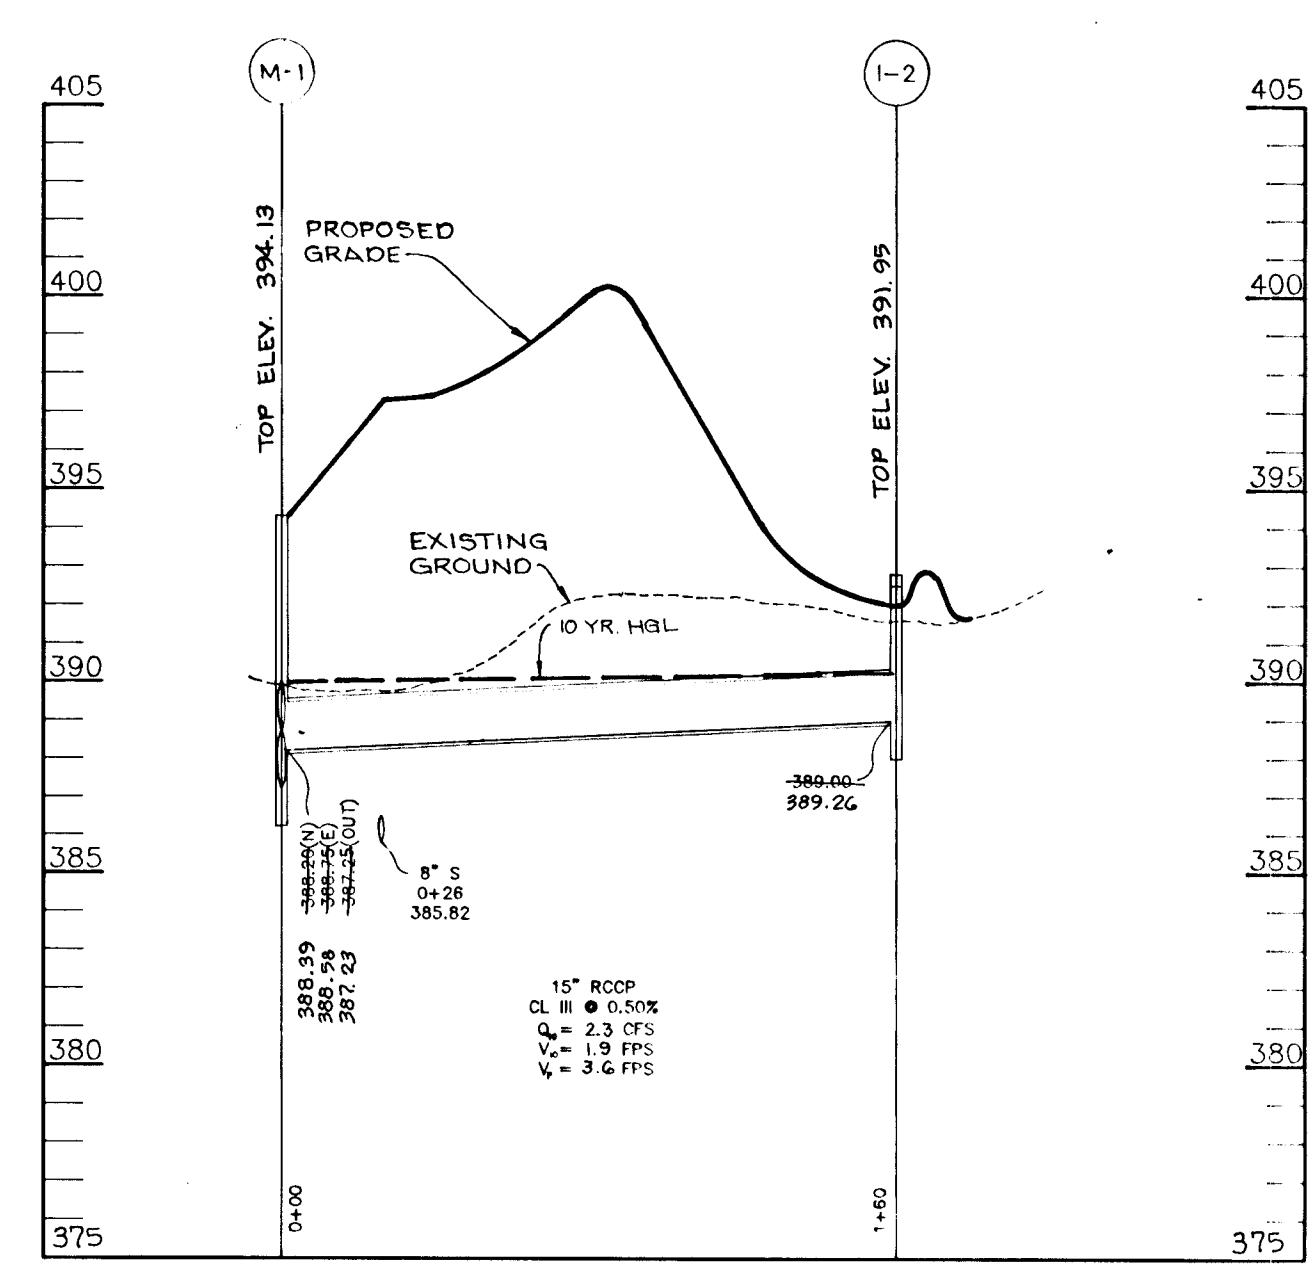 M-1
I-2
405
405
TOP ELEV. 394.13
PROPOSED
GRADE
TOP ELEV. 391.95
400
400
395
395
EXISTING
GROUND
10 YR. HGL
390
390
389.00
389.26
388.20(N)
388.75(E)
387.25(OUT)
385
385
8" S
0+26
385.82
388.39
388.58
387.23
15" RCCP
CL III @ 0.50%
Q10 = 2.3 CFS
V10 = 1.9 FPS
VP = 3.6 FPS
380
380
0+00
1+60
375
375